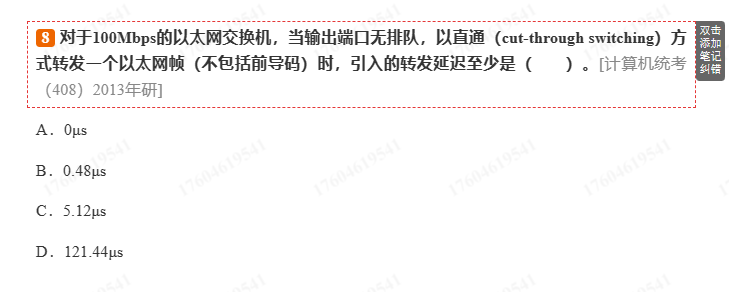 8 对于100Mbps的以太网交换机，当输出端口无排队，以直通（cut-through switching）方
式转发一个以太网帧（不包括前导码）时，引入的转发延迟至少是（　　）。[计算机统考
（408）2013年研]
双击
添加
笔记
纠错
A．0μs
B．0.48μs
C．5.12μs
D．121.44μs
17604619541
17604619541
17604619541
17604619541
17604619541